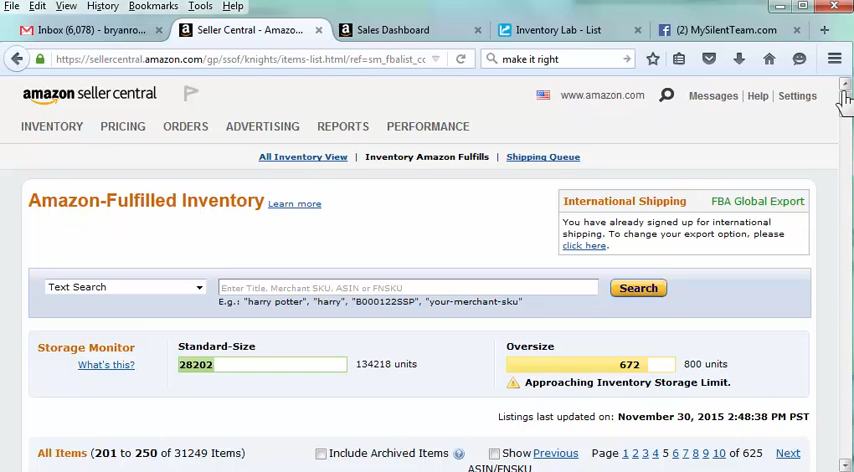 File Edit View History Bookmarks Tools Help
Inbox (6,078) - bryanro... × Seller Central - Amazo... × Sales Dashboard × Inventory Lab - List × (2) MySilentTeam.com × +
https://sellercentral.amazon.com/gp/ssof/knights/items-list.html/ref=sm_fbalist_cc make it right
amazon seller central www.amazon.com Messages | Help | Settings
INVENTORY PRICING ORDERS ADVERTISING REPORTS PERFORMANCE
All Inventory View | Inventory Amazon Fulfills | Shipping Queue
Amazon-Fulfilled Inventory Learn more
International Shipping FBA Global Export
You have already signed up for international
shipping. To change your export option, please
click here.
Text Search Enter Title, Merchant SKU, ASIN or FNSKU Search
E.g.: "harry potter", "harry", "B000122SSP", "your-merchant-sku"
Storage Monitor Standard-Size Oversize
What's this? 28202 134218 units 672 800 units
Approaching Inventory Storage Limit.
Listings last updated on: November 30, 2015 2:48:38 PM PST
All Items (201 to 250 of 31249 Items) Include Archived Items Show Previous Page 1 2 3 4 5 6 7 8 9 10 of 625 Next
ASIN/FNSKU